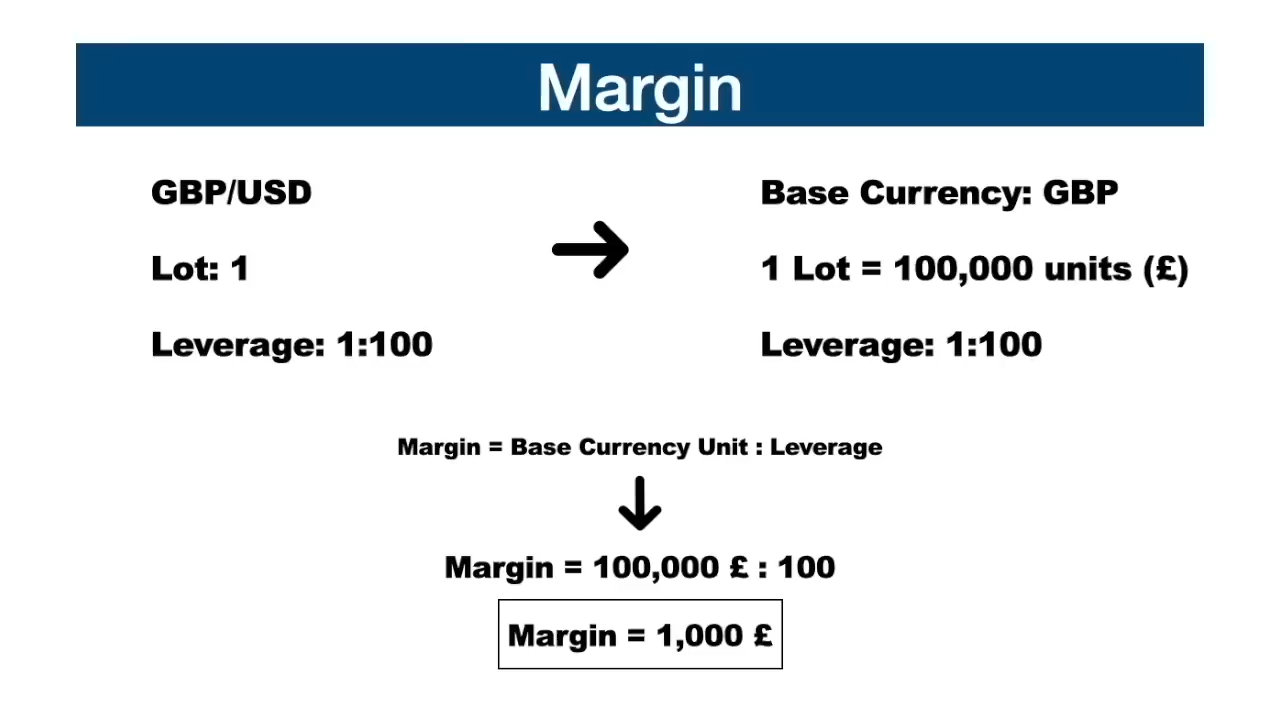 Margin
GBP/USD
Lot: 1
Leverage: 1:100
Base Currency: GBP
1 Lot = 100,000 units (£)
Leverage: 1:100
Margin = Base Currency Unit : Leverage
Margin = 100,000 £ : 100
Margin = 1,000 £